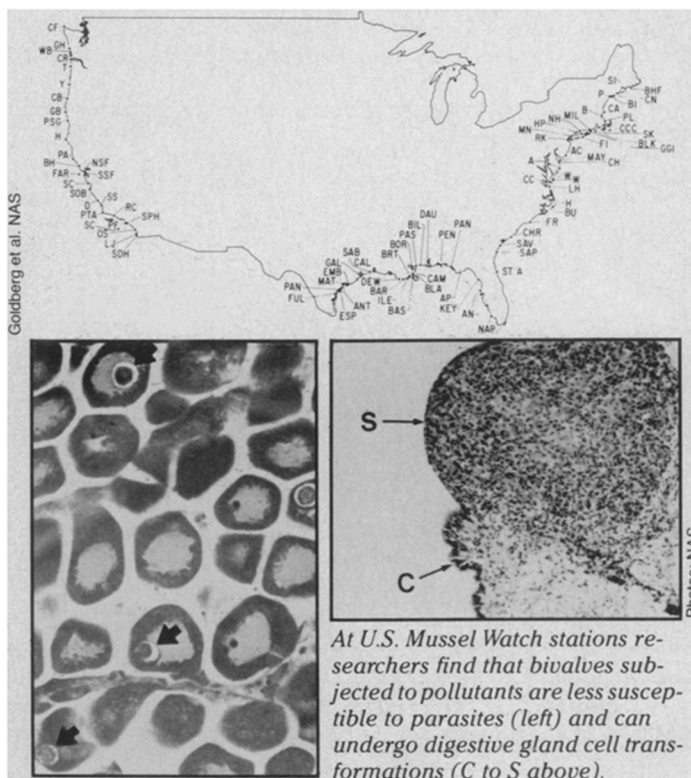 CF
GH
WB
CR
T
Y
CB
GB
PSG
H
PA
BH
NSF
FAR
SSF
SC
SOB
D
SS
PTA
RC
SC
SPH
OS
LJ
SDH
SI
BHF
P
CN
BI
B
CA
MIL
PL
NH
HP
CCC
MN
FI
SK
RK
BLK
GGI
AC
A
MAY
CH
CC
W
W
LH
H
BU
FR
CHR
SAV
SAP
ST A
DAU
BIL
PAN
PAS
PEN
BOR
SAB
BRT
GAL
CAL
EMB
MAT
DEW
CAM
PAN
BAR
BLA
AP
FUL
ANT
ILE
KEY
ESP
BAS
AN
NAP
Goldberg et al. NAS
S
C
At U.S. Mussel Watch stations re-
searchers find that bivalves sub-
jected to pollutants are less suscep-
tible to parasites (left) and can
undergo digestive gland cell trans-
formations (C to S above)